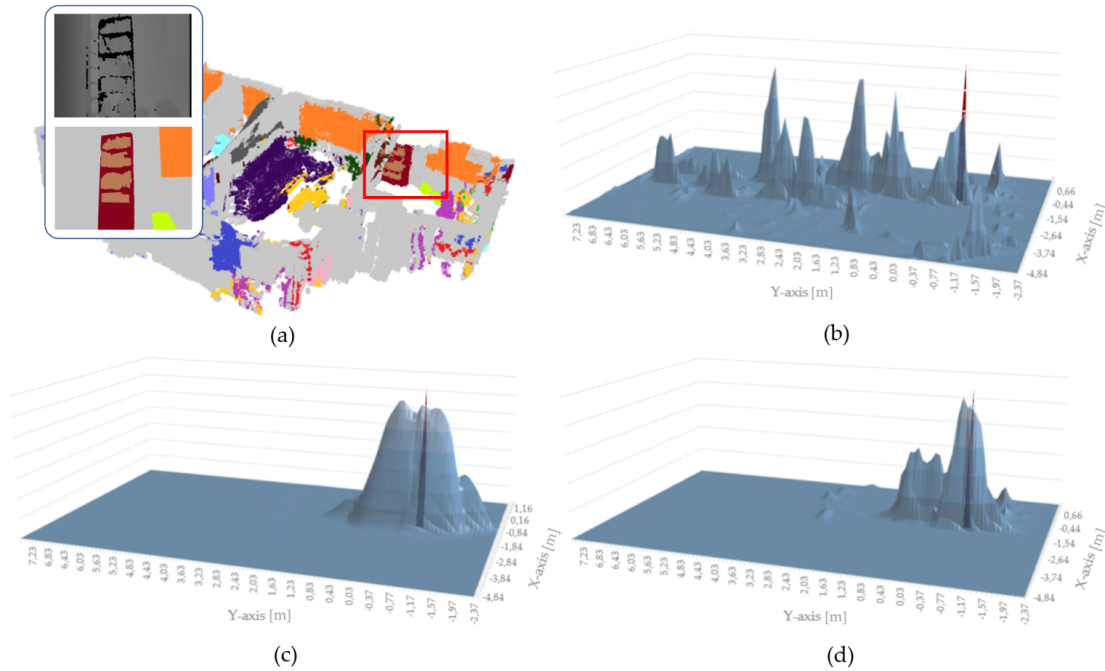 0,66
-0,44
-1,54
-2,64
-3,74
-4,84
X-axis [m]
7,23 6,83 6,43 6,03 5,63 5,23 4,83 4,43 4,03 3,63 3,23 2,83 2,43 2,03 1,63 1,23 0,83 0,43 0,03 -0,37 -0,77 -1,17 -1,57 -1,97 -2,37
Y-axis [m]
(a)
(b)
1,16
0,16
-0,84
-1,84
-2,84
-3,84
-4,84
X-axis [m]
7,23 6,83 6,43 6,03 5,63 5,23 4,83 4,43 4,03 3,63 3,23 2,83 2,43 2,03 1,63 1,23 0,83 0,43 0,03 -0,37 -0,77 -1,17 -1,57 -1,97 -2,37
Y-axis [m]
(c)
0,66
-0,44
-1,54
-2,64
-3,74
-4,84
X-axis [m]
7,23 6,83 6,43 6,03 5,63 5,23 4,83 4,43 4,03 3,63 3,23 2,83 2,43 2,03 1,63 1,23 0,83 0,43 0,03 -0,37 -0,77 -1,17 -1,57 -1,97 -2,37
Y-axis [m]
(d)